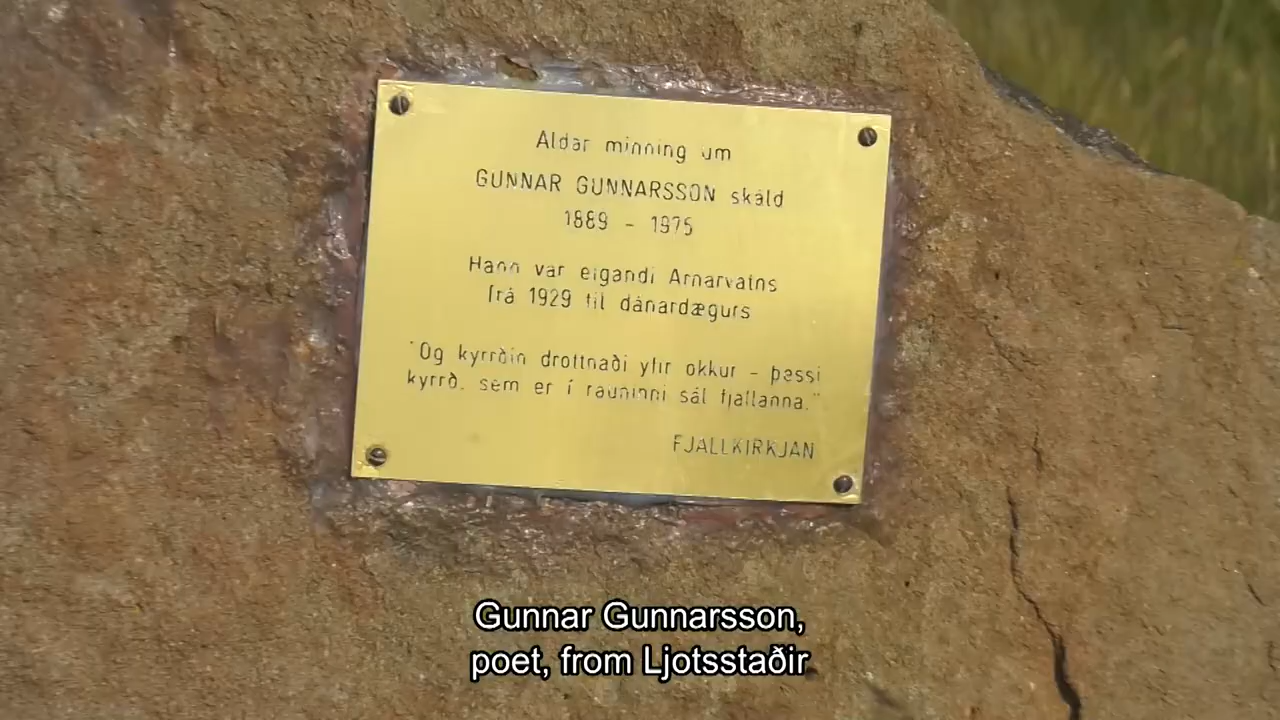 Aldar minning um
GUNNAR GUNNARSSON skáld
1889 - 1975
Hann var eigandi Arnarvatns
frá 1929 til dánardægurs
"Og kyrrðin drottnaði yfir okkur - þessi
kyrrð, sem er í rauninni sál fjallanna."
FJALLKIRKJAN
Gunnar Gunnarsson,
poet, from Ljotsstaðir